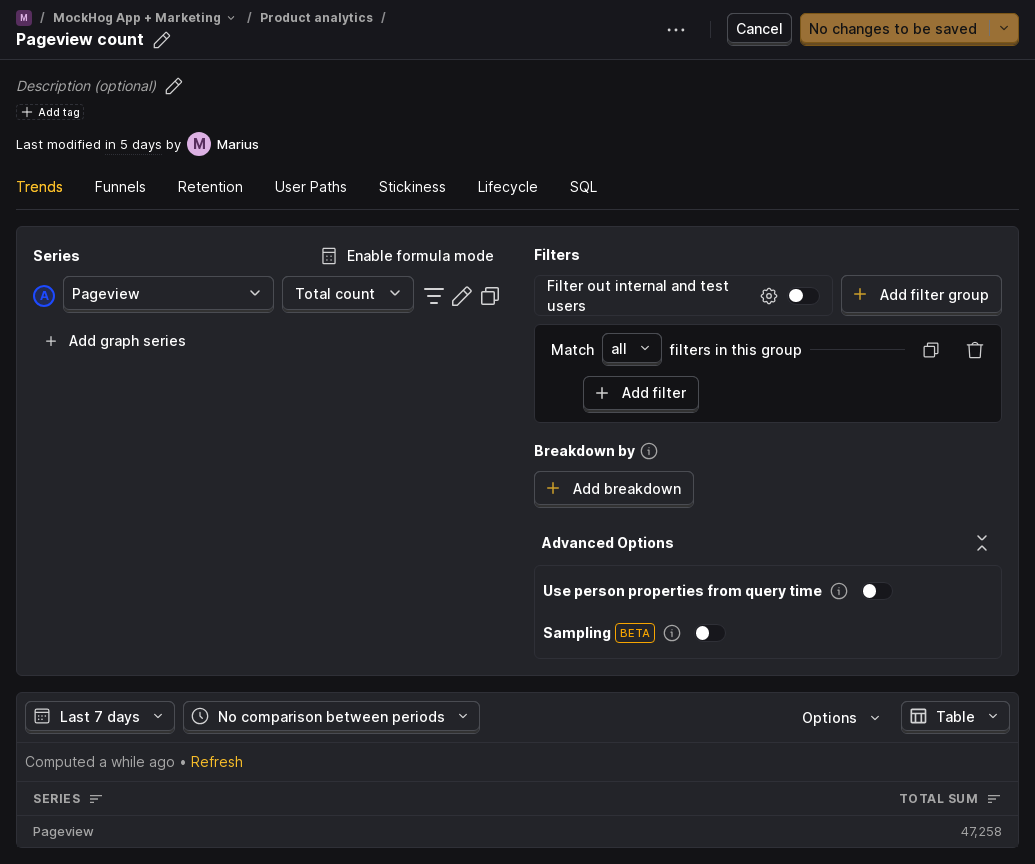 M / MockHog App + Marketing / Product analytics /
Pageview count
Cancel
No changes to be saved
Description (optional)
Add tag
Last modified in 5 days by M Marius
Trends Funnels Retention User Paths Stickiness Lifecycle SQL
Series
Enable formula mode
A Pageview Total count
Add graph series
Filters
Filter out internal and test
users
Add filter group
Match all filters in this group
Add filter
Breakdown by
Add breakdown
Advanced Options
Use person properties from query time
Sampling BETA
Last 7 days No comparison between periods Options Table
Computed a while ago • Refresh
SERIES TOTAL SUM
Pageview 47,258